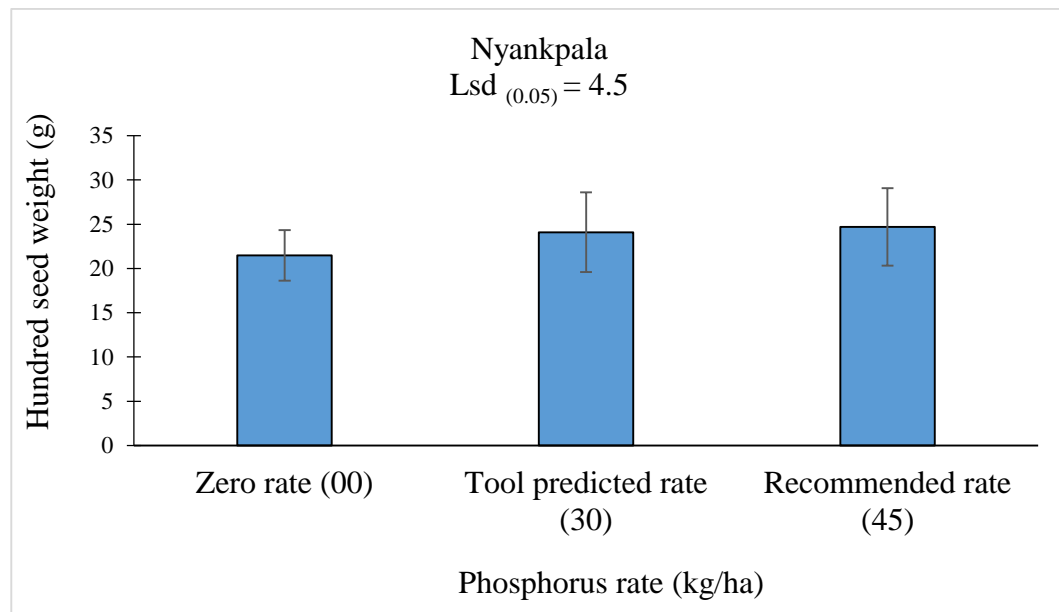 Nyankpala
Lsd (0.05) = 4.5
Hundred seed weight (g)
35
30
25
20
15
10
5
0
Zero rate (00)
Tool predicted rate
(30)
Recommended rate
(45)
Phosphorus rate (kg/ha)